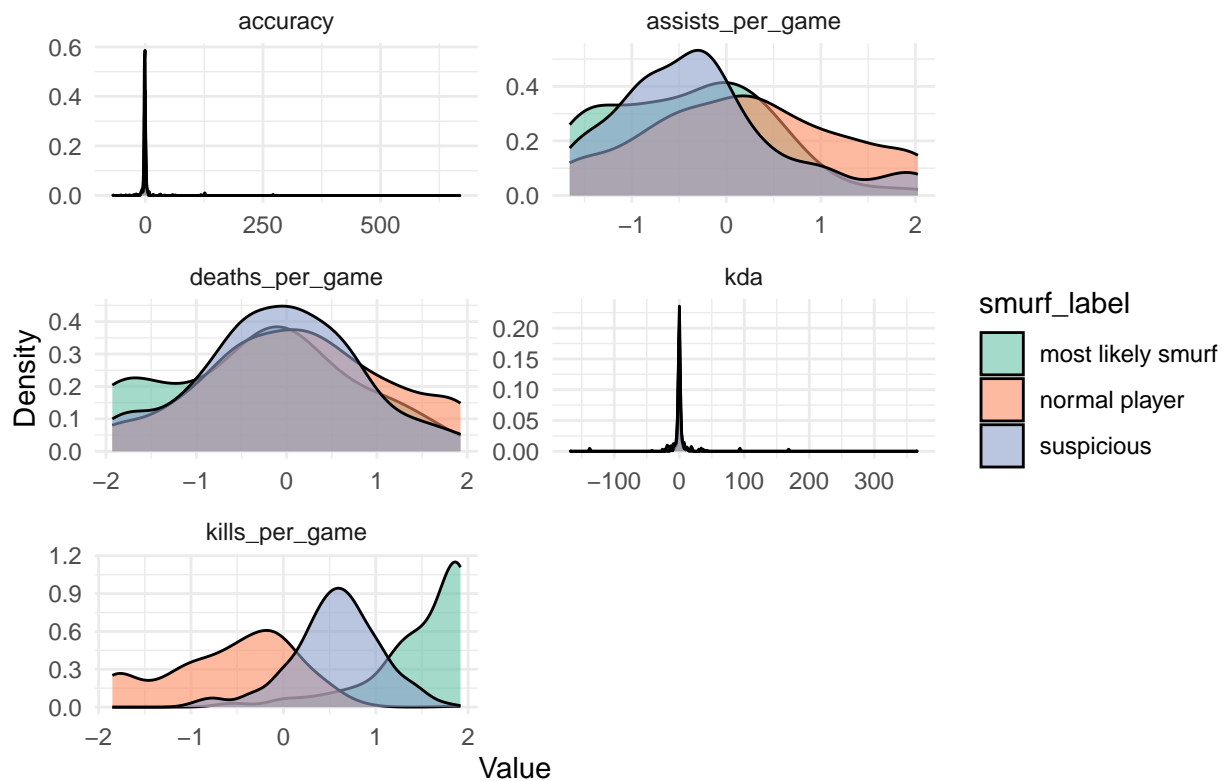 accuracy
0.6
0.4
0.2
0.0
0 250 500
assists_per_game
0.4
0.2
0.0
−1 0 1 2
deaths_per_game
0.4
0.3
0.2
0.1
0.0
−2 −1 0 1 2
kda
0.20
0.15
0.10
0.05
0.00
−100 0 100 200 300
kills_per_game
1.2
0.9
0.6
0.3
0.0
−2 −1 0 1 2
Density
Value
smurf_label
most likely smurf
normal player
suspicious